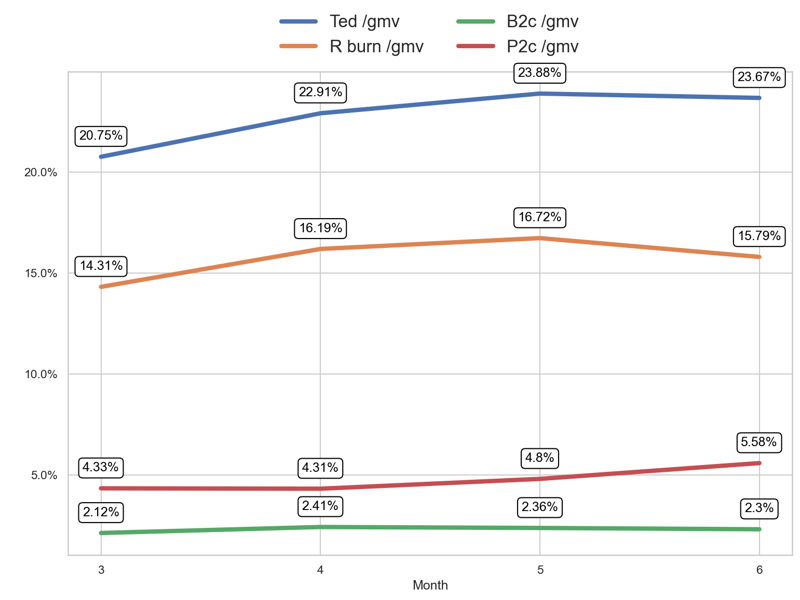 Ted /gmv B2c /gmv
R burn /gmv P2c /gmv
23.88% 23.67%
22.91%
20.75%
20.0%
16.72%
16.19% 15.79%
14.31%
15.0%
10.0%
5.58%
4.33% 4.31% 4.8%
5.0%
2.12% 2.41% 2.36% 2.3%
3 4 5 6
Month